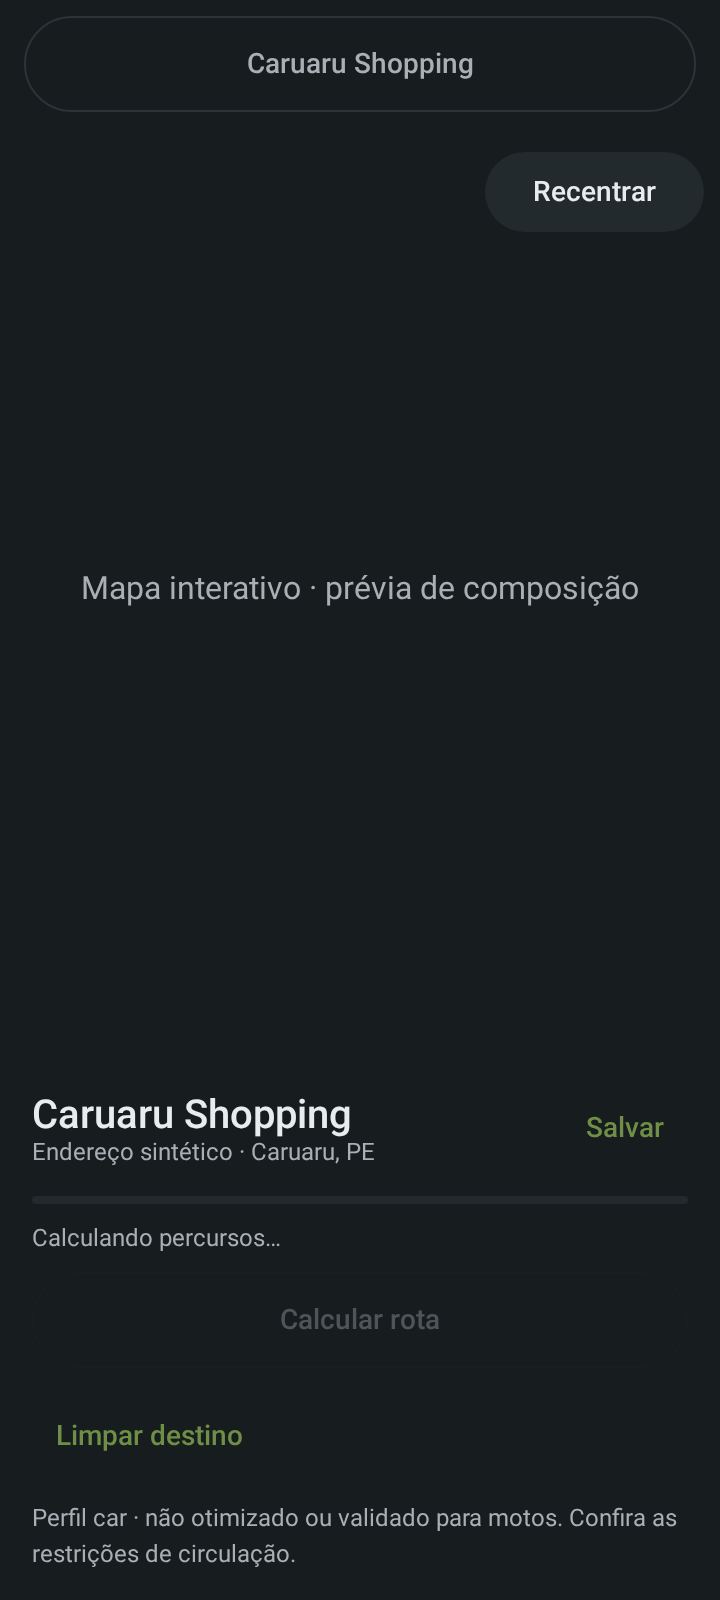 Caruaru Shopping
Recentrar
Mapa interativo · prévia de composição
Caruaru Shopping
Salvar
Endereço sintético · Caruaru, PE
Calculando percursos…
Calcular rota
Limpar destino
Perfil car · não otimizado ou validado para motos. Confira as
restrições de circulação.